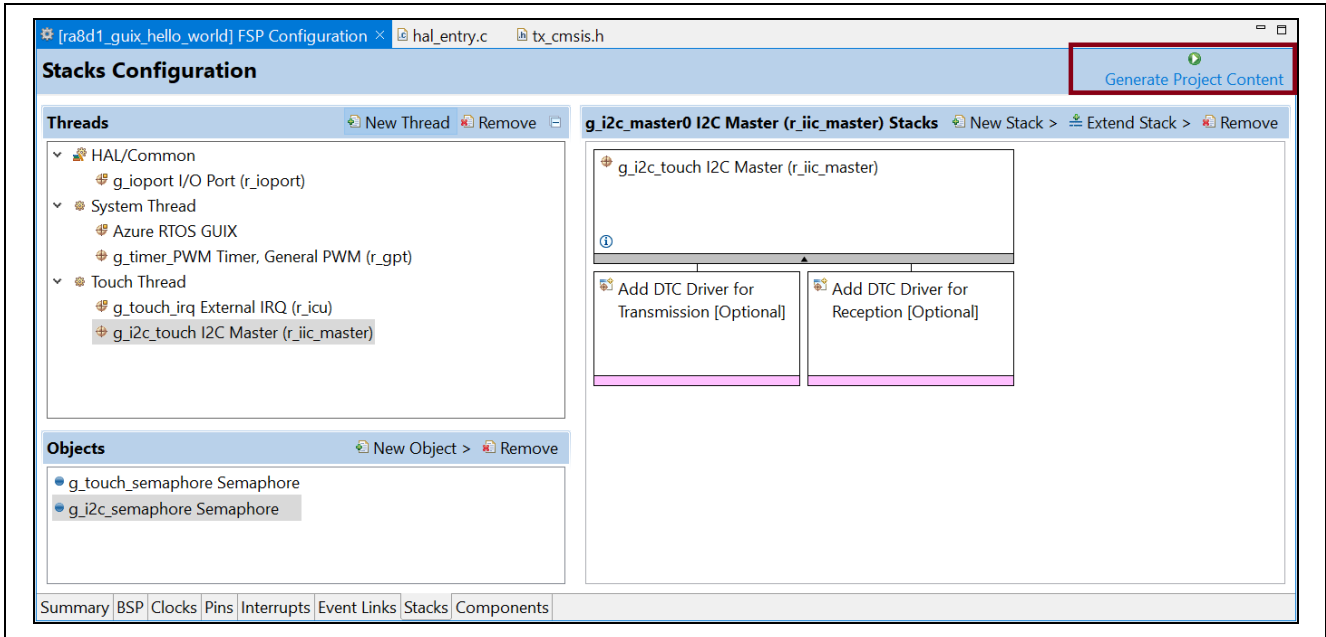 [ra8d1_guix_hello_world] FSP Configuration hal_entry.c tx_cmsis.h
Stacks Configuration
Generate Project Content
Threads New Thread Remove
HAL/Common
g_ioport I/O Port (r_ioport)
System Thread
Azure RTOS GUIX
g_timer_PWM Timer, General PWM (r_gpt)
Touch Thread
g_touch_irq External IRQ (r_icu)
g_i2c_touch I2C Master (r_iic_master)
g_i2c_master0 I2C Master (r_iic_master) Stacks New Stack > Extend Stack > Remove
g_i2c_touch I2C Master (r_iic_master)
Add DTC Driver for
Transmission [Optional]
Add DTC Driver for
Reception [Optional]
Objects New Object > Remove
g_touch_semaphore Semaphore
g_i2c_semaphore Semaphore
Summary BSP Clocks Pins Interrupts Event Links Stacks Components